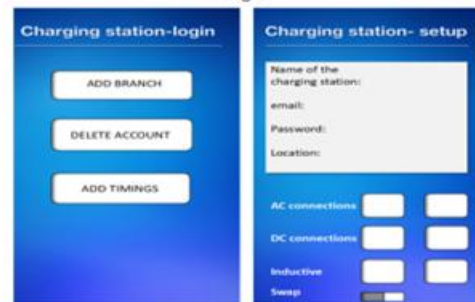 Charging station-login
ADD BRANCH
DELETE ACCOUNT
ADD TIMINGS
Charging station- setup
Name of the
charging station:
email:
Password:
Location:
AC connections
DC connections
Inductive
Swap